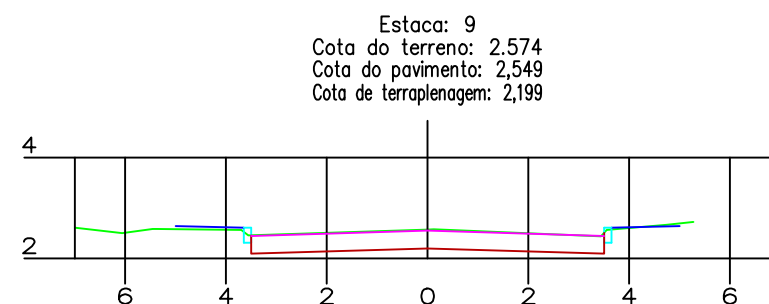 Estaca: 9
Cota do terreno: 2.574
Cota do pavimento: 2,549
Cota de terraplenagem: 2,199
4
2
6 4 2 0 2 4 6